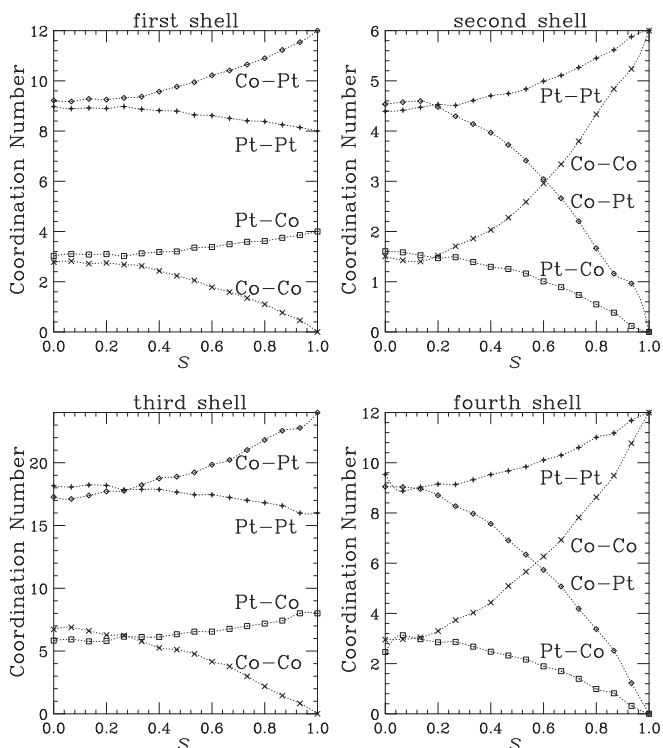 first shell
12
10
8
6
4
2
0
Coordination Number
Co-Pt
Pt-Pt
Pt-Co
Co-Co
0.0 0.2 0.4 0.6 0.8 1.0
S
second shell
6
5
4
3
2
1
0
Coordination Number
Pt-Pt
Co-Co
Co-Pt
Pt-Co
0.0 0.2 0.4 0.6 0.8 1.0
S
third shell
20
15
10
5
0
Coordination Number
Co-Pt
Pt-Pt
Pt-Co
Co-Co
0.0 0.2 0.4 0.6 0.8 1.0
S
fourth shell
12
10
8
6
4
2
0
Coordination Number
Pt-Pt
Co-Co
Co-Pt
Pt-Co
0.0 0.2 0.4 0.6 0.8 1.0
S